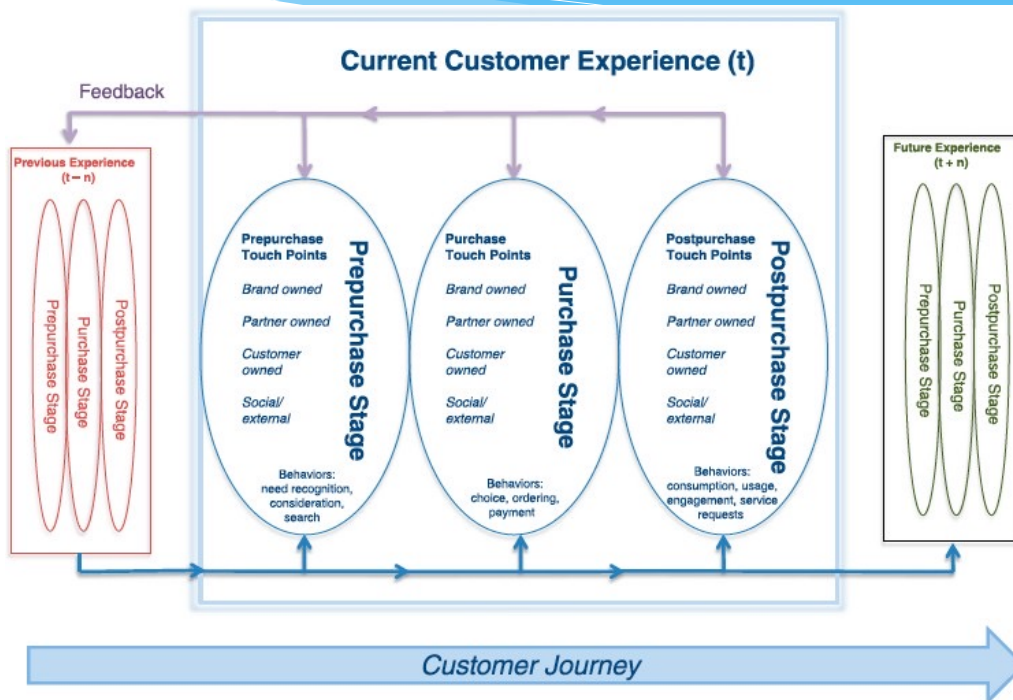 Current Customer Experience (t)
Feedback
Previous Experience
(t – n)
Prepurchase Stage
Purchase Stage
Postpurchase Stage
Prepurchase
Touch Points
Brand owned
Partner owned
Customer
owned
Social/
external
Prepurchase Stage
Behaviors:
need recognition,
consideration,
search
Purchase
Touch Points
Brand owned
Partner owned
Customer
owned
Social/
external
Purchase Stage
Behaviors:
choice, ordering,
payment
Postpurchase
Touch Points
Brand owned
Partner owned
Customer
owned
Social/
external
Postpurchase Stage
Behaviors:
consumption, usage,
engagement, service
requests
Future Experience
(t + n)
Prepurchase Stage
Purchase Stage
Postpurchase Stage
Customer Journey